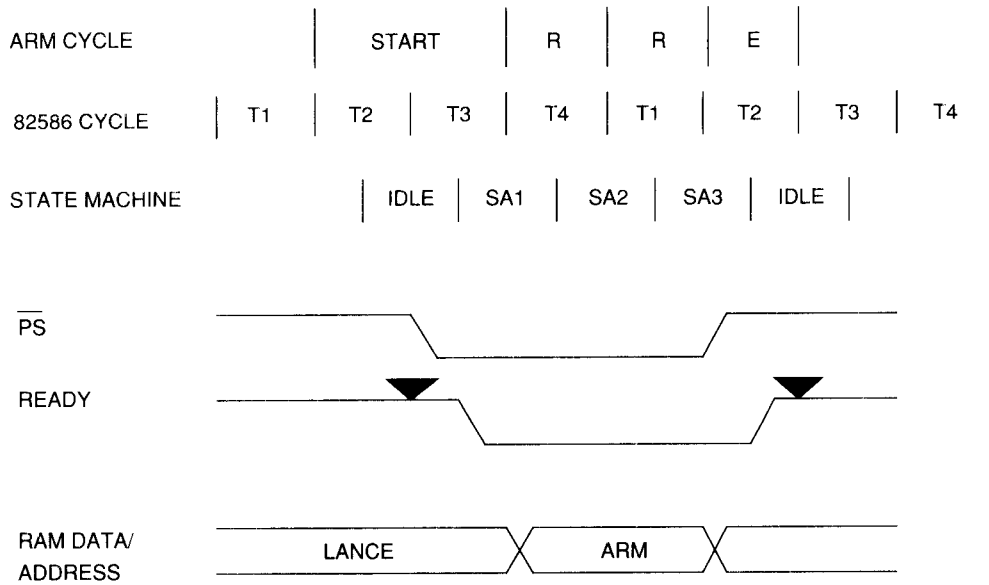 ARM CYCLE START R R E
82586 CYCLE T1 T2 T3 T4 T1 T2 T3 T4
STATE MACHINE IDLE SA1 SA2 SA3 IDLE
PS
READY
RAM DATA/
ADDRESS
LANCE ARM